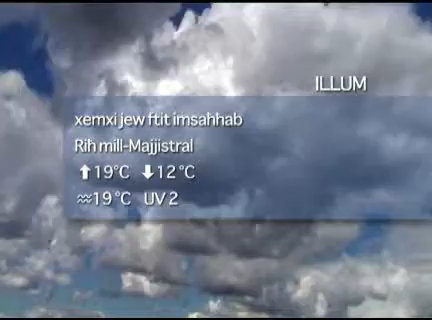 ILLUM
xemxi jew ftit imsaħħab
Riħ mill-Majjistral
⬆19°C ⬇12°C
♒19°C UV 2